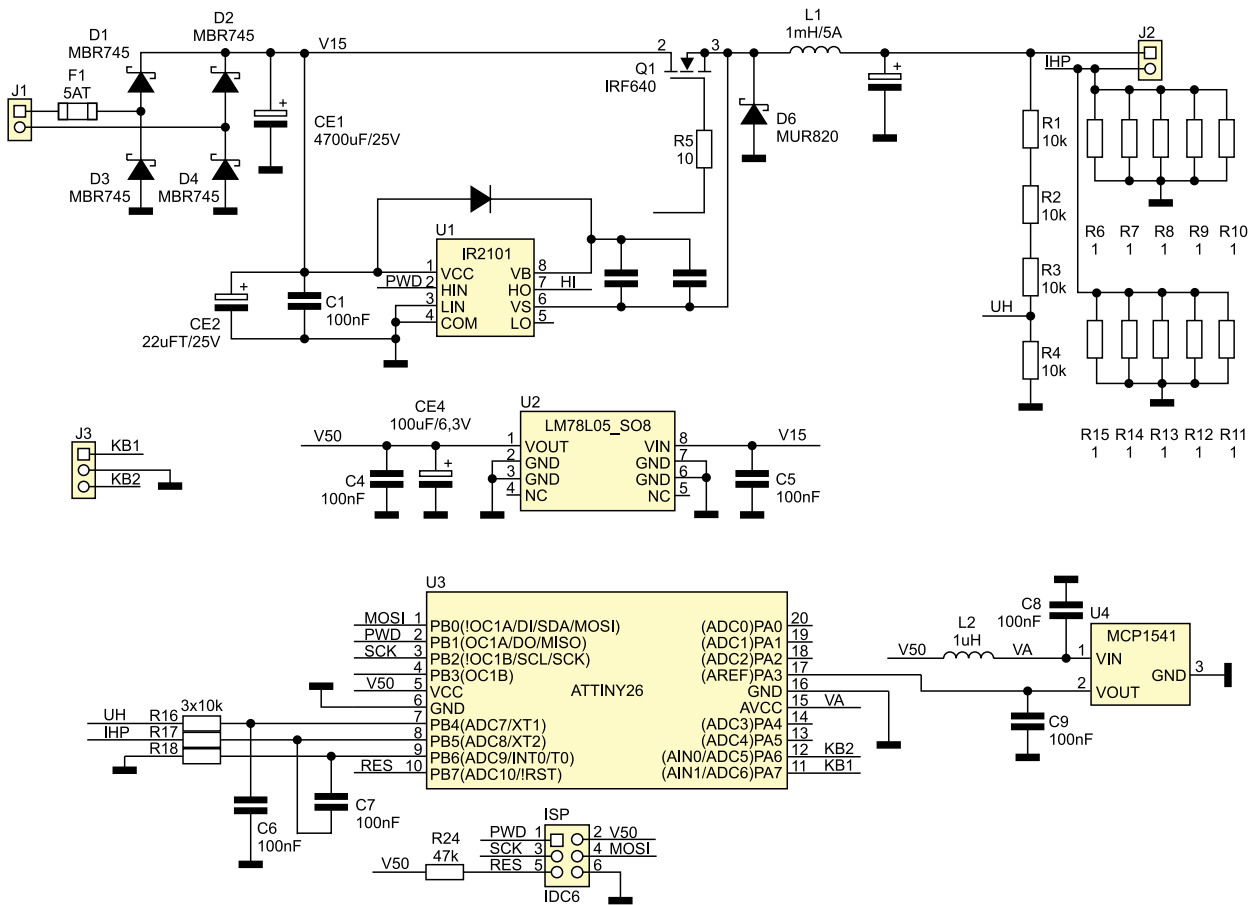 D1
MBR745
D2
MBR745
V15
2
3
Q1
IRF640
L1
1mH/5A
J2
IHP
J1
F1
5AT
CE1
4700uF/25V
D3
MBR745
D4
MBR745
R5
10
D6
MUR820
R1
10k
R2
10k
R3
10k
UH
R4
10k
R6
1
R7
1
R8
1
R9
1
R10
1
R15
1
R14
1
R13
1
R12
1
R11
1
U1
IR2101
1 VCC
PWD 2 HIN
3 LIN
4 COM
VB 8
HO 7 HI
VS 6
LO 5
CE2
22uFT/25V
C1
100nF
J3
KB1
KB2
CE4
100uF/6,3V
V50
C4
100nF
U2
LM78L05_SO8
1 VOUT
2 GND
3 GND
4 NC
VIN 8
GND 7
GND 6
NC 5
V15
C5
100nF
U3
ATTINY26
MOSI 1 PB0(!OC1A/DI/SDA/MOSI)
PWD 2 PB1(OC1A/DO/MISO)
SCK 3 PB2(!OC1B/SCL/SCK)
4 PB3(OC1B)
V50 5 VCC
6 GND
7 PB4(ADC7/XT1)
8 PB5(ADC8/XT2)
9 PB6(ADC9/INT0/T0)
RES 10 PB7(ADC10/!RST)
(ADC0)PA0 20
(ADC1)PA1 19
(ADC2)PA2 18
(AREF)PA3 17
GND 16
AVCC 15 VA
(ADC3)PA4 14
(ADC4)PA5 13
(AIN0/ADC5)PA6 12 KB2
(AIN1/ADC6)PA7 11 KB1
3x10k
UH R16
IHP R17
R18
C6
100nF
C7
100nF
V50
L2
1uH
VA
C8
100nF
U4
MCP1541
1 VIN
2 VOUT
GND 3
C9
100nF
ISP
PWD 1
SCK 3
RES 5
2 V50
4 MOSI
6
IDC6
V50
R24
47k